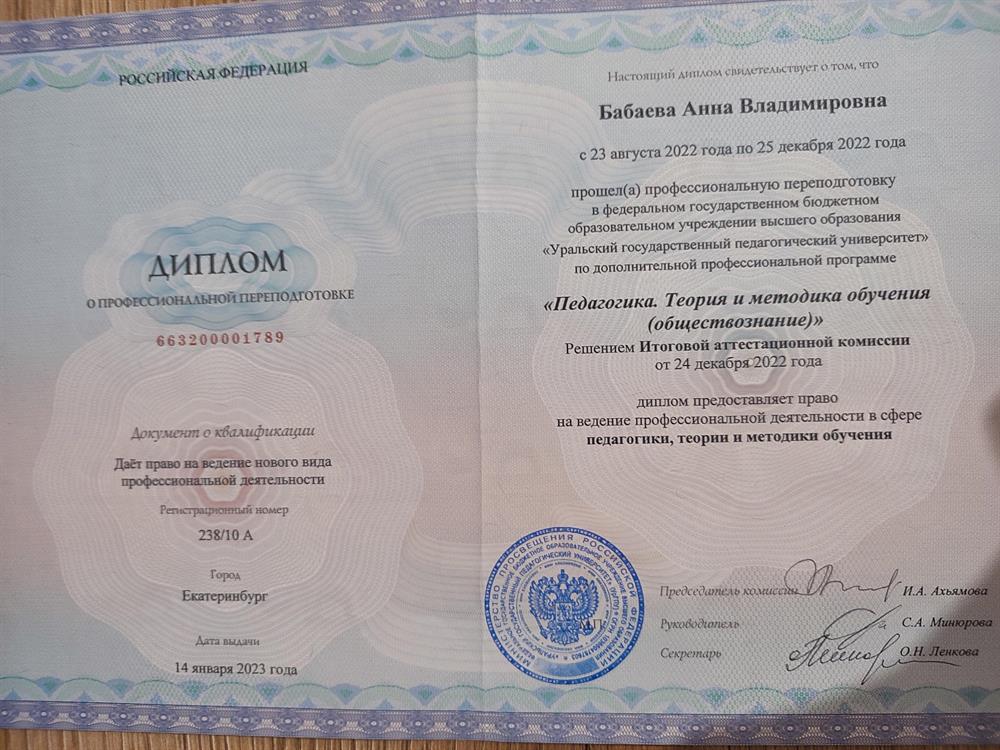 РОССИЙСКАЯ ФЕДЕРАЦИЯ
ДИПЛОМ
О ПРОФЕССИОНАЛЬНОЙ ПЕРЕПОДГОТОВКЕ
663200001789
Документ о квалификации
Даёт право на ведение нового вида
профессиональной деятельности
Регистрационный номер
238/10 А
Город
Екатеринбург
Дата выдачи
14 января 2023 года
Настоящий диплом свидетельствует о том, что
Бабаева Анна Владимировна
с 23 августа 2022 года по 25 декабря 2022 года
прошел(а) профессиональную переподготовку
в федеральном государственном бюджетном
образовательном учреждении высшего образования
«Уральский государственный педагогический университет»
по дополнительной профессиональной программе
«Педагогика. Теория и методика обучения
(обществознание)»
Решением Итоговой аттестационной комиссии
от 24 декабря 2022 года
диплом предоставляет право
на ведение профессиональной деятельности в сфере
педагогики, теории и методики обучения
Председатель комиссии И.А. Ахьямова
Руководитель С.А. Минюрова
М.П.
Секретарь О.Н. Ленкова
МИНИСТЕРСТВО ПРОСВЕЩЕНИЯ РОССИЙСКОЙ ФЕДЕРАЦИИ